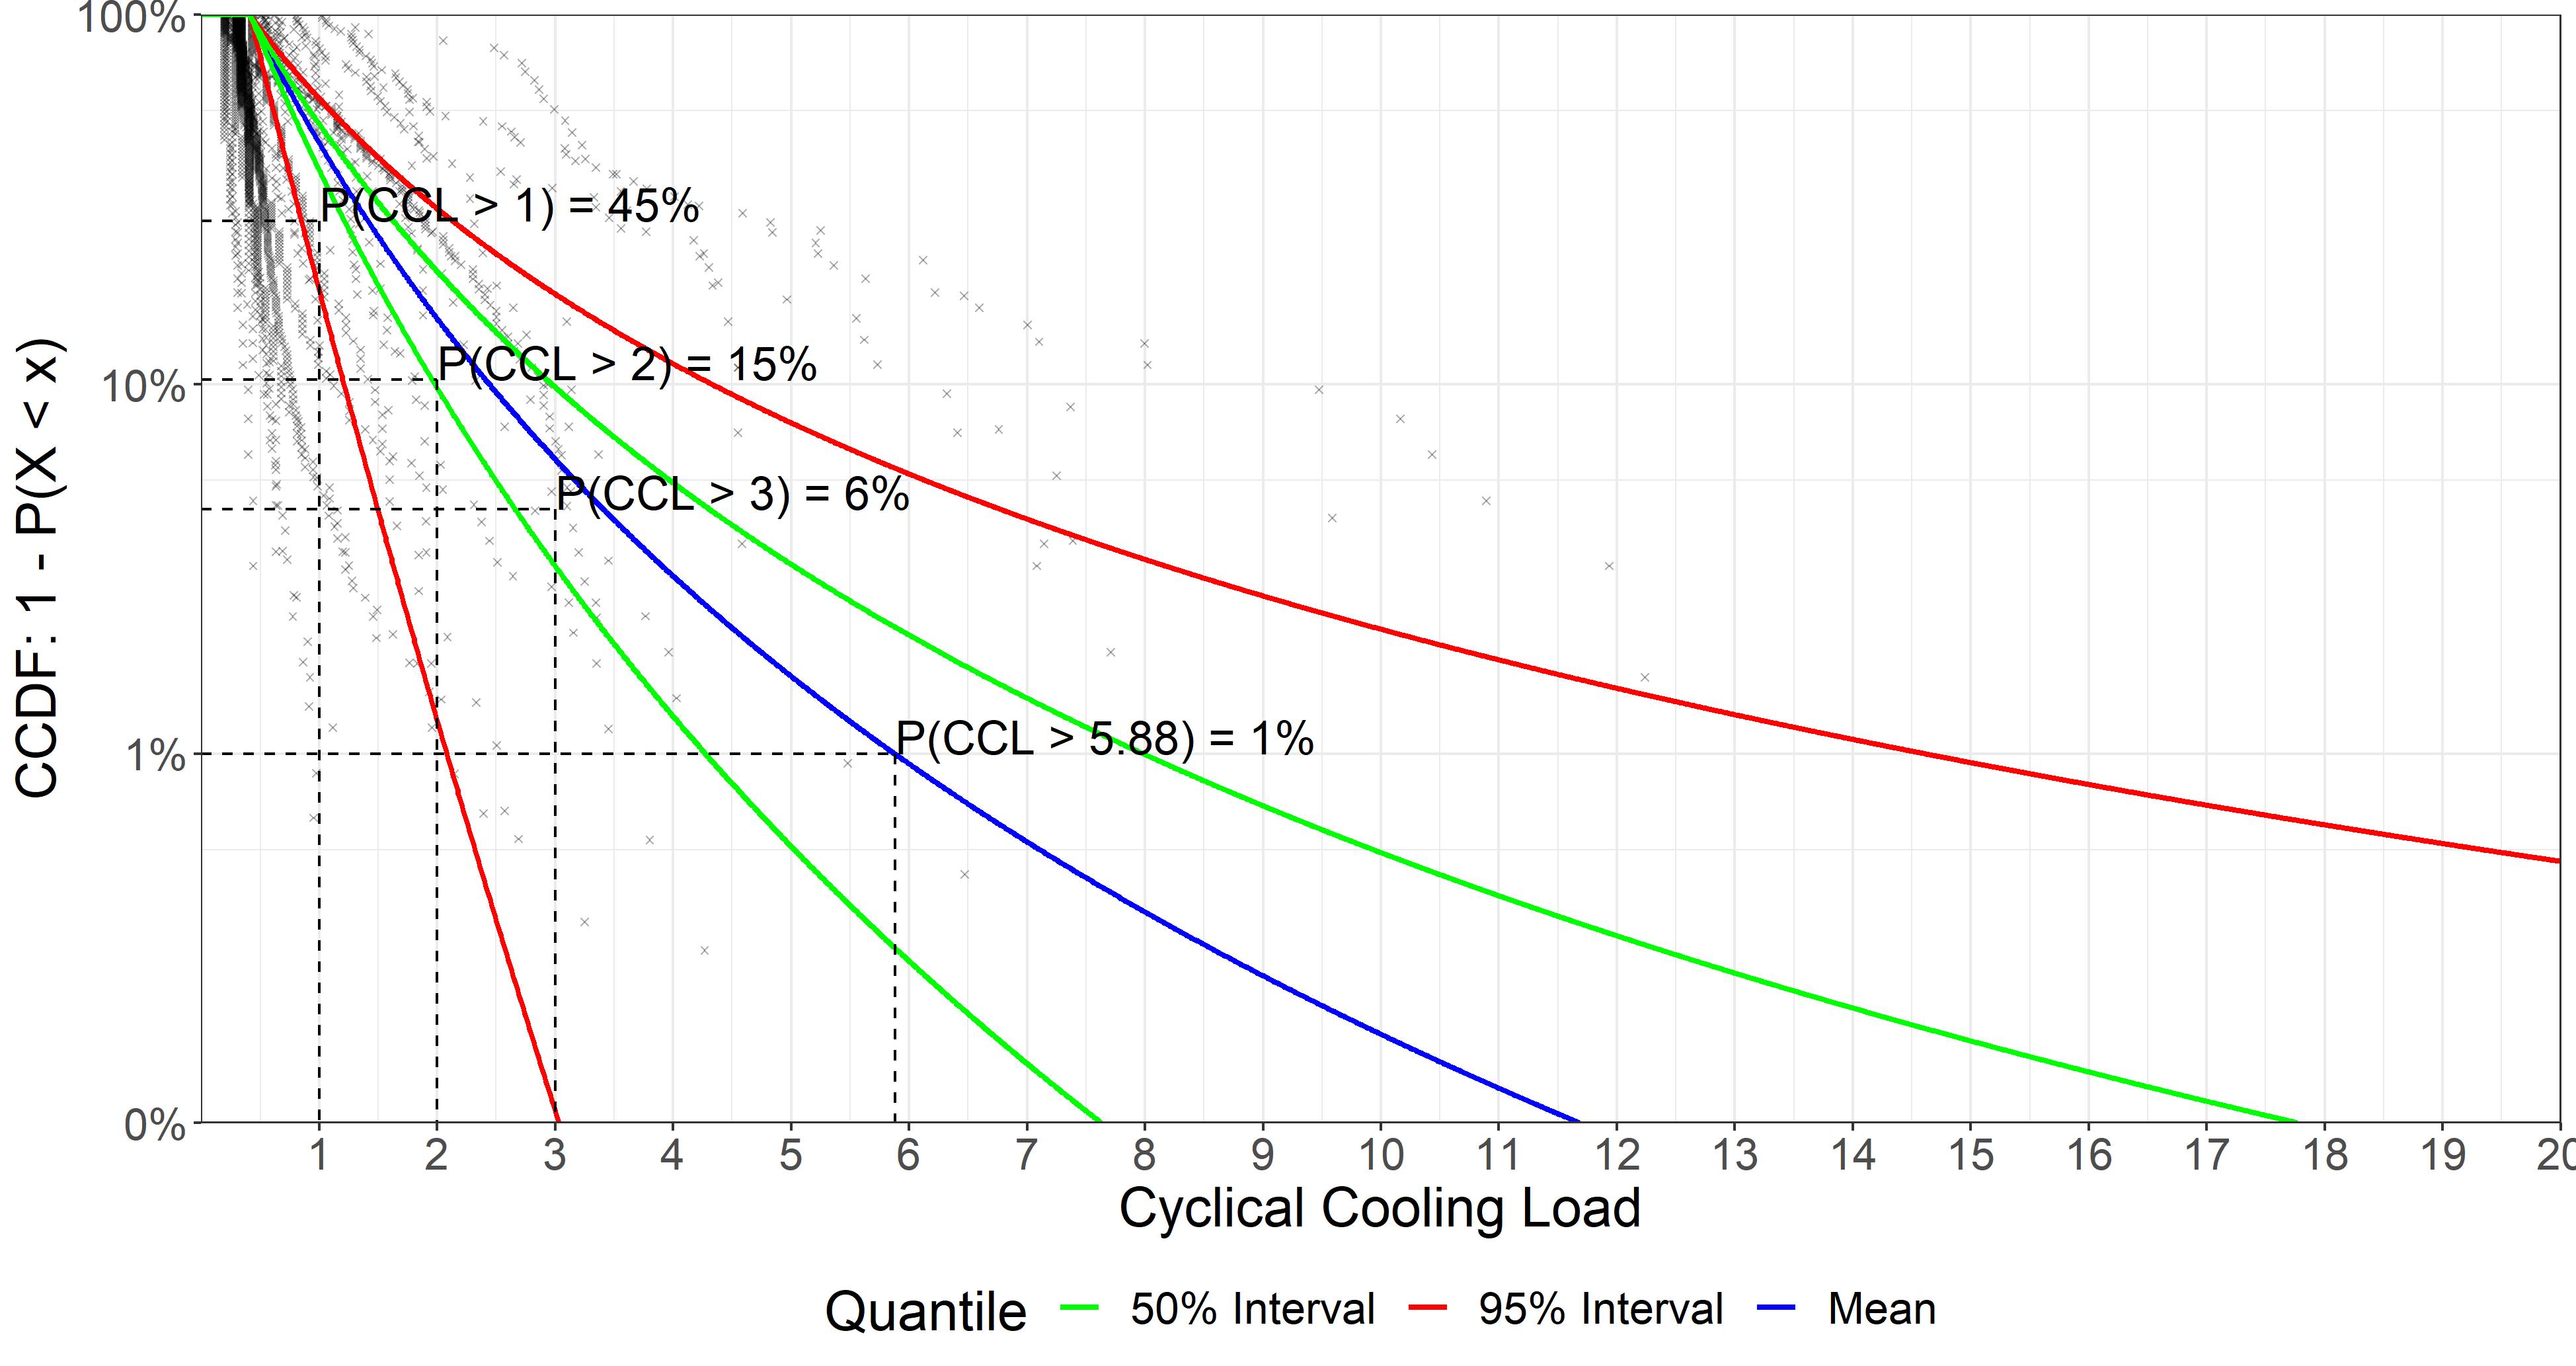 CCDF: 1 - P(X < x)
100%
10%
1%
0%
P(CCL > 1) = 45%
P(CCL > 2) = 15%
P(CCL > 3) = 6%
P(CCL > 5.88) = 1%
1 2 3 4 5 6 7 8 9 10 11 12 13 14 15 16 17 18 19 20
Cyclical Cooling Load
Quantile 50% Interval 95% Interval Mean